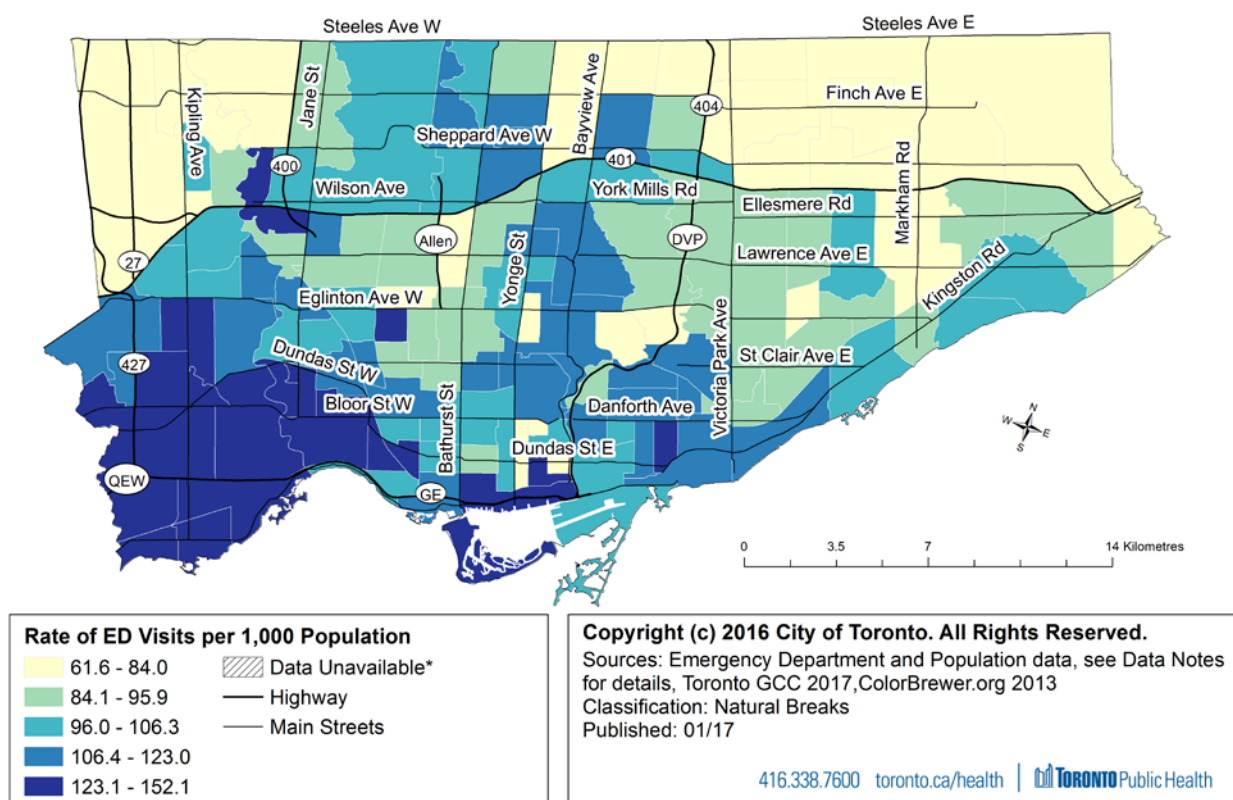 Steeles Ave W
Steeles Ave E
Kipling Ave
Jane St
Bayview Ave
404
Finch Ave E
Sheppard Ave W
400
401
Markham Rd
Wilson Ave
York Mills Rd
Ellesmere Rd
Allen
DVP
27
Yonge St
Lawrence Ave E
Kingston Rd
Eglinton Ave W
Victoria Park Ave
427
Dundas St W
St Clair Ave E
Bloor St W
Bathurst St
Danforth Ave
Dundas St E
QEW
GE
N
W
E
S
0 3.5 7 14 Kilometres
Rate of ED Visits per 1,000 Population
61.6 - 84.0
84.1 - 95.9
96.0 - 106.3
106.4 - 123.0
123.1 - 152.1
Data Unavailable*
Highway
Main Streets
Copyright (c) 2016 City of Toronto. All Rights Reserved.
Sources: Emergency Department and Population data, see Data Notes
for details, Toronto GCC 2017,ColorBrewer.org 2013
Classification: Natural Breaks
Published: 01/17
416.338.7600 toronto.ca/health | TORONTO Public Health